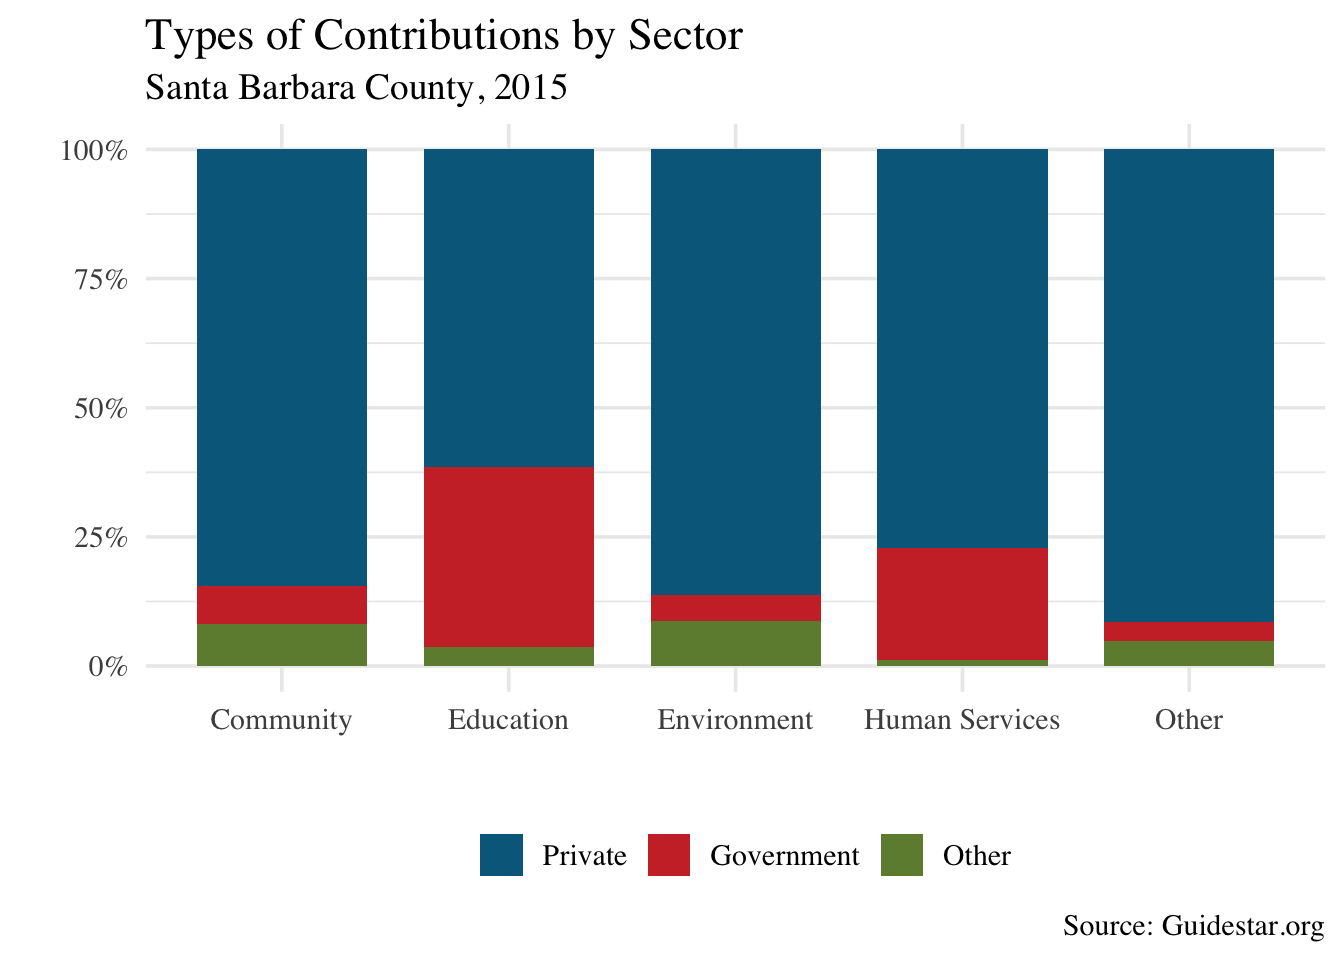 Types of Contributions by Sector
Santa Barbara County, 2015
100%
75%
50%
25%
0%
Community Education Environment Human Services Other
Private Government Other
Source: Guidestar.org